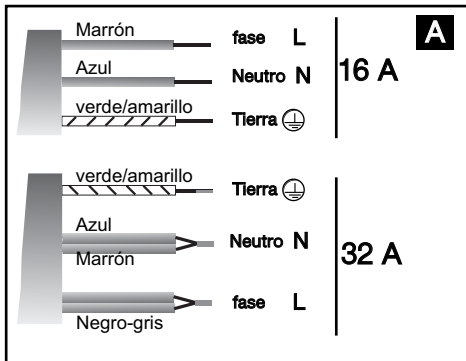 A
Marrón fase L
Azul Neutro N
verde/amarillo Tierra
16 A
verde/amarillo Tierra
Azul
Marrón
Neutro N
32 A
fase L
Negro-gris